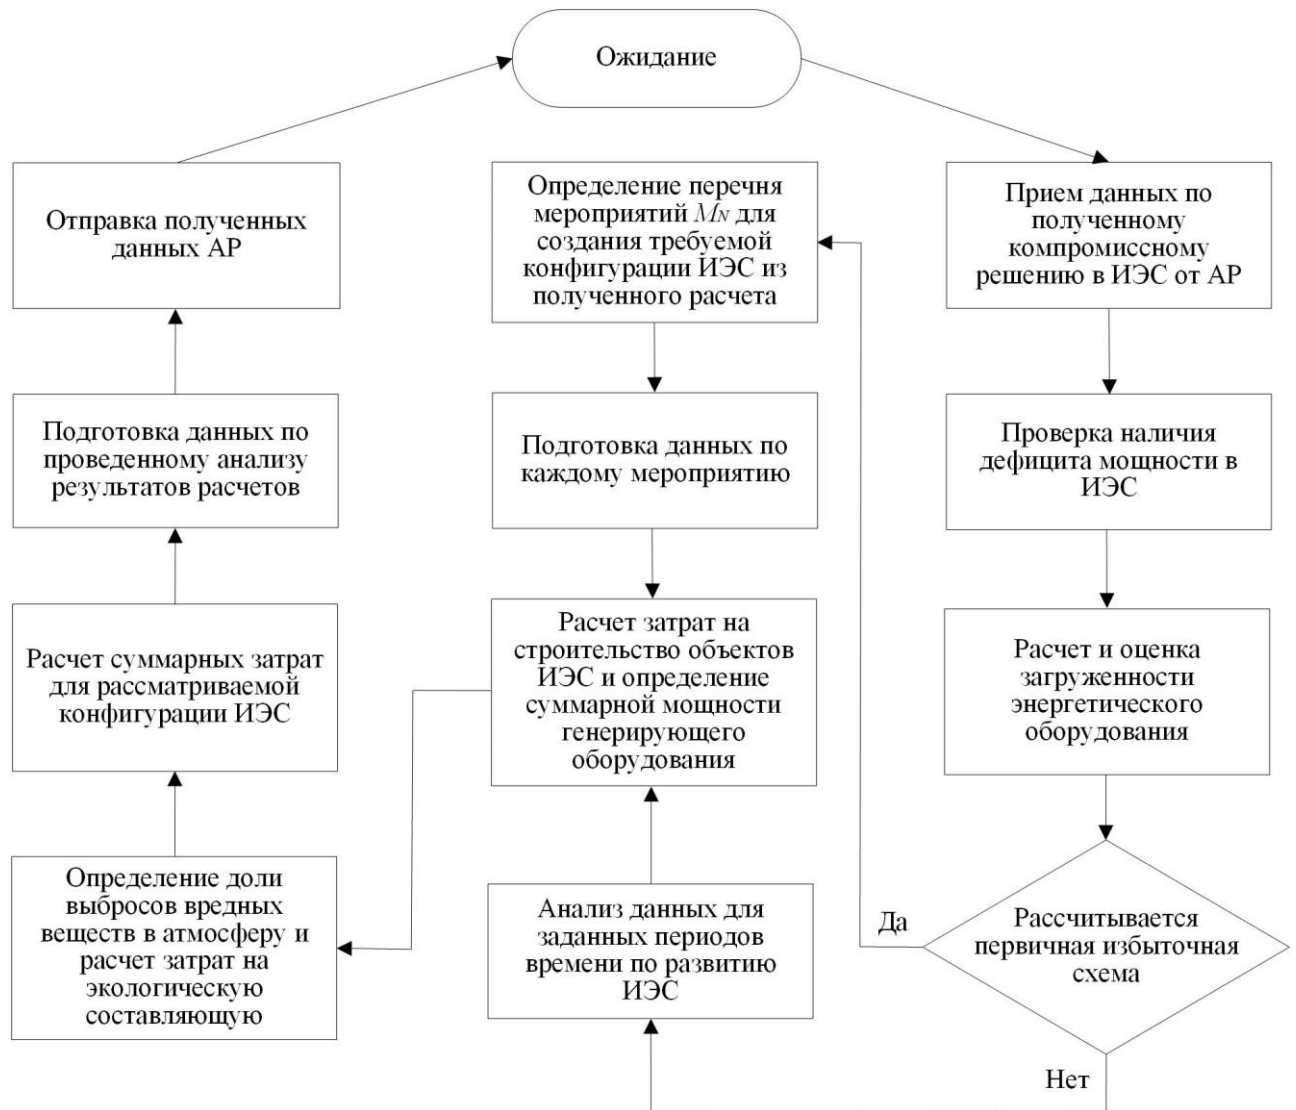 Ожидание
Отправка полученных
данных АР
Определение перечня
мероприятий MN для
создания требуемой
конфигурации ИЭС из
полученного расчета
Прием данных по
полученному
компромиссному
решению в ИЭС от АР
Подготовка данных по
проведенному анализу
результатов расчетов
Подготовка данных по
каждому мероприятию
Проверка наличия
дефицита мощности в
ИЭС
Расчет суммарных затрат
для рассматриваемой
конфигурации ИЭС
Расчет затрат на
строительство объектов
ИЭС и определение
суммарной мощности
генерирующего
оборудования
Расчет и оценка
загруженности
энергетического
оборудования
Определение доли
выбросов вредных
веществ в атмосферу и
расчет затрат на
экологическую
составляющую
Анализ данных для
заданных периодов
времени по развитию
ИЭС
Да
Рассчитывается
первичная избыточная
схема
Нет